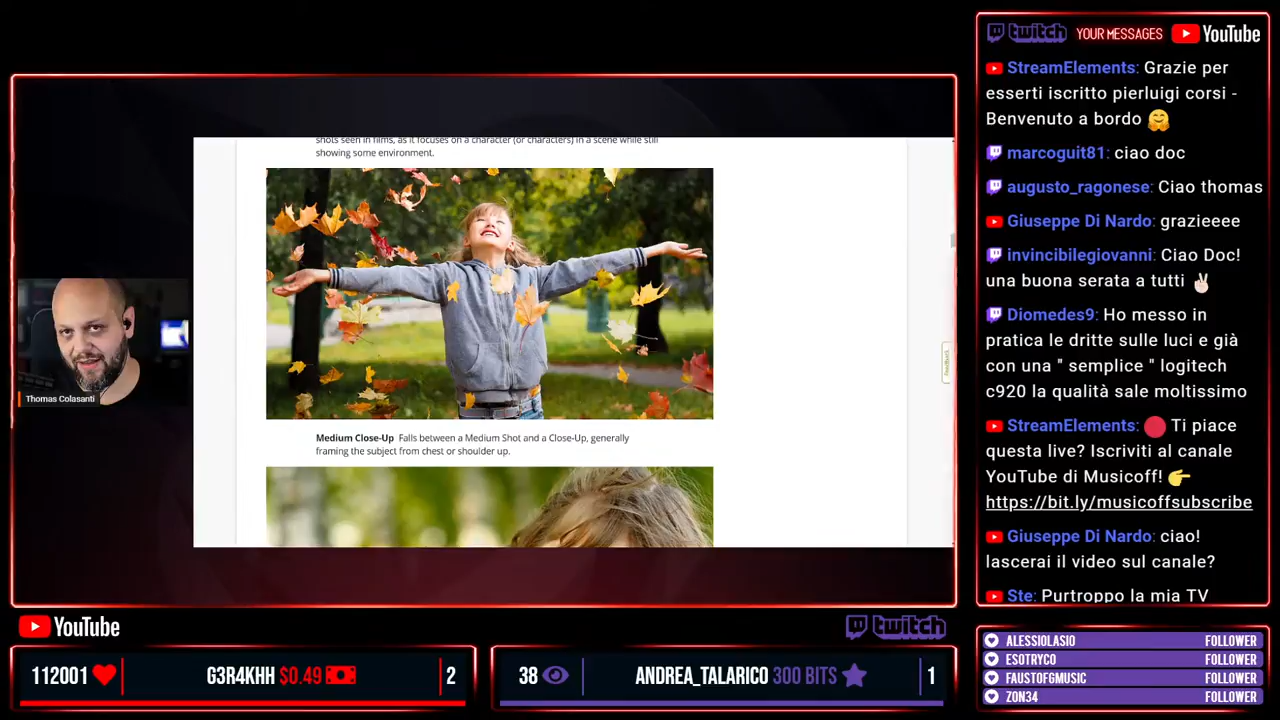 shots seen in films, as it focuses on a character (or characters) in a scene while still
showing some environment.
Medium Close-Up Falls between a Medium Shot and a Close-Up, generally
framing the subject from chest or shoulder up.
Thomas Colasanti
twitch YOUR MESSAGES YouTube
StreamElements: Grazie per
esserti iscritto pierluigi corsi -
Benvenuto a bordo 🤗
marcoguit81: ciao doc
augusto_ragonese: Ciao thomas
Giuseppe Di Nardo: grazieeee
invincibilegiovanni: Ciao Doc!
una buona serata a tutti ✌🏻
Diomedes9: Ho messo in
pratica le dritte sulle luci e già
con una " semplice " logitech
c920 la qualità sale moltissimo
StreamElements: 🔴 Ti piace
questa live? Iscriviti al canale
YouTube di Musicoff! 👉
https://bit.ly/musicoffsubscribe
Giuseppe Di Nardo: ciao!
lascerai il video sul canale?
Ste: Purtroppo la mia TV
YouTube
twitch
112001 G3R4KHH $0.49 2
38 ANDREA_TALARICO 300 BITS 1
ALESSIOLASIO FOLLOWER
ESOTRYCO FOLLOWER
FAUSTOFGMUSIC FOLLOWER
ZON34 FOLLOWER